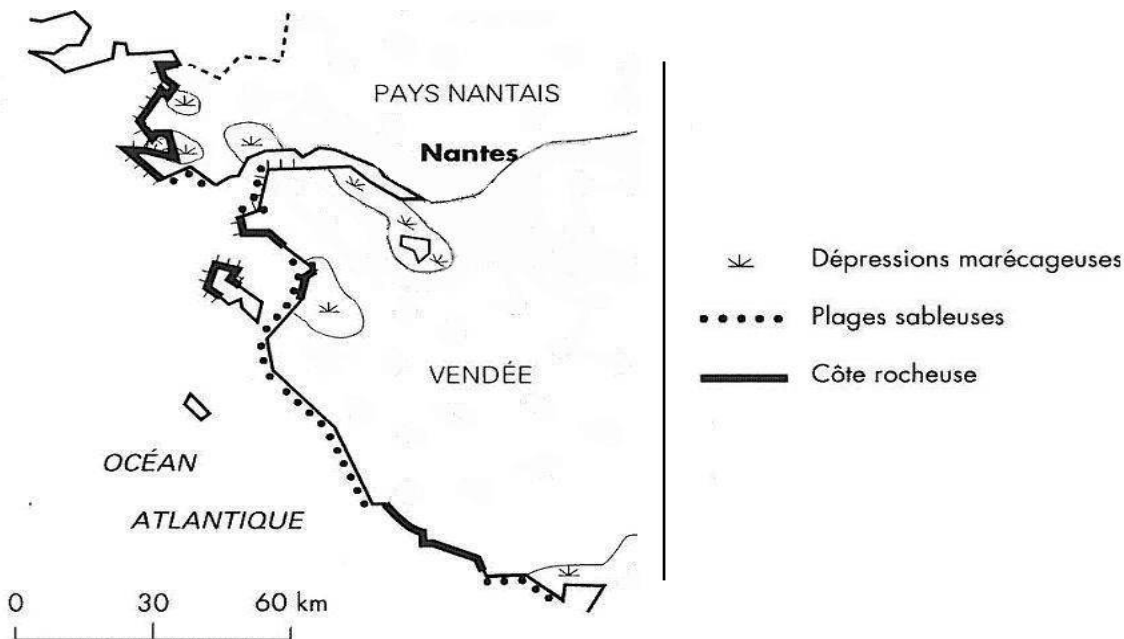 PAYS NANTAIS
Nantes
VENDÉE
OCÉAN
ATLANTIQUE
0 30 60 km
Dépressions marécageuses
Plages sableuses
Côte rocheuse